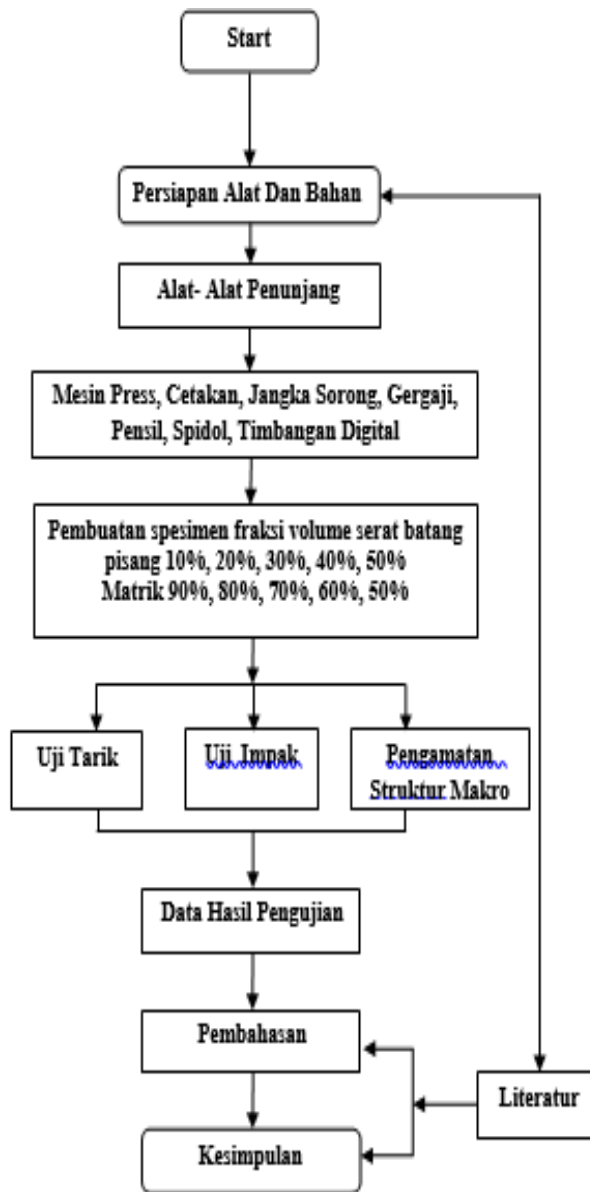 Start
Persiapan Alat Dan Bahan
Alat- Alat Penunjang
Mesin Press, Cetakan, Jangka Sorong, Gergaji,
Pensil, Spidol, Timbangan Digital
Pembuatan spesimen fraksi volume serat batang
pisang 10%, 20%, 30%, 40%, 50%
Matrik 90%, 80%, 70%, 60%, 50%
Uji Tarik
Uji Impak
Pengamatan
Struktur Makro
Data Hasil Pengujian
Pembahasan
Literatur
Kesimpulan